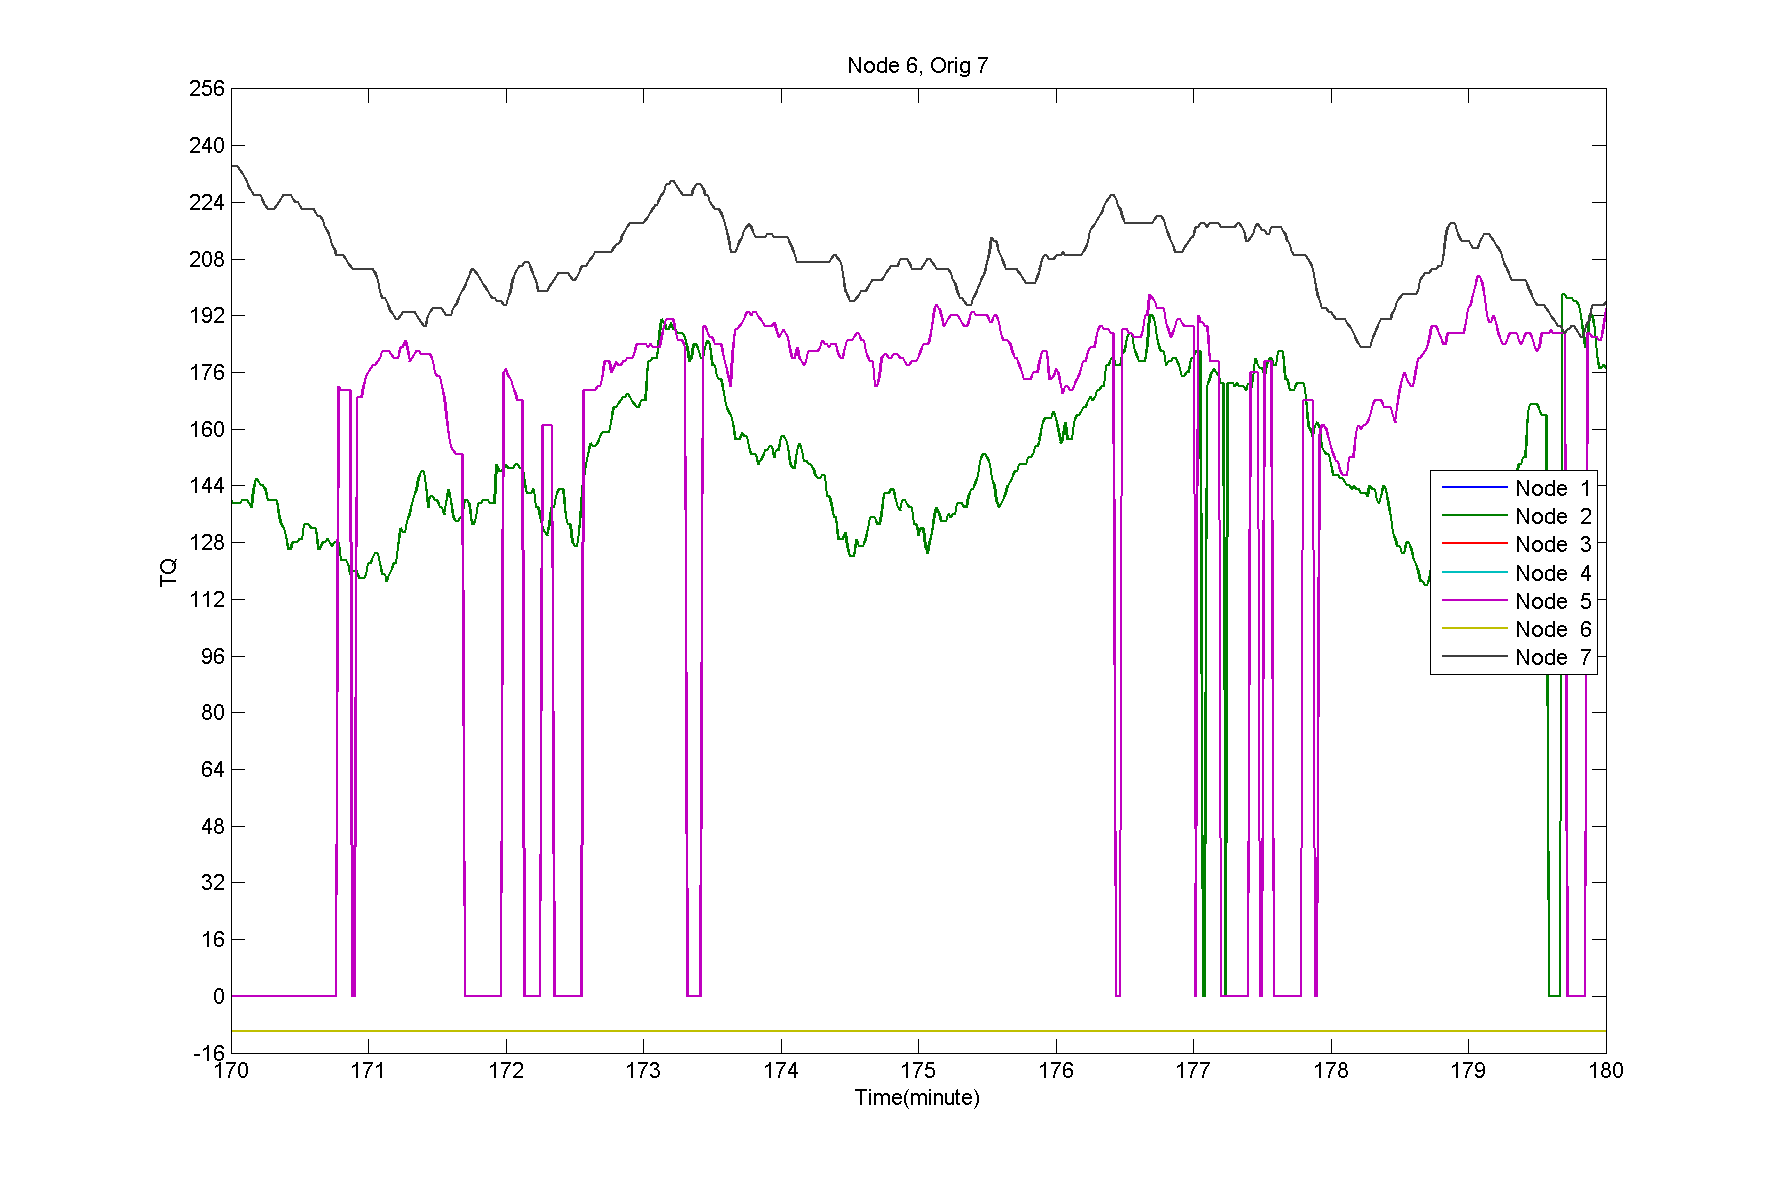 Node 6, Orig 7
256
240
224
208
192
176
160
144
128
112
96
80
64
48
32
16
0
-16
TQ
Node 1
Node 2
Node 3
Node 4
Node 5
Node 6
Node 7
170 171 172 173 174 175 176 177 178 179 180
Time(minute)